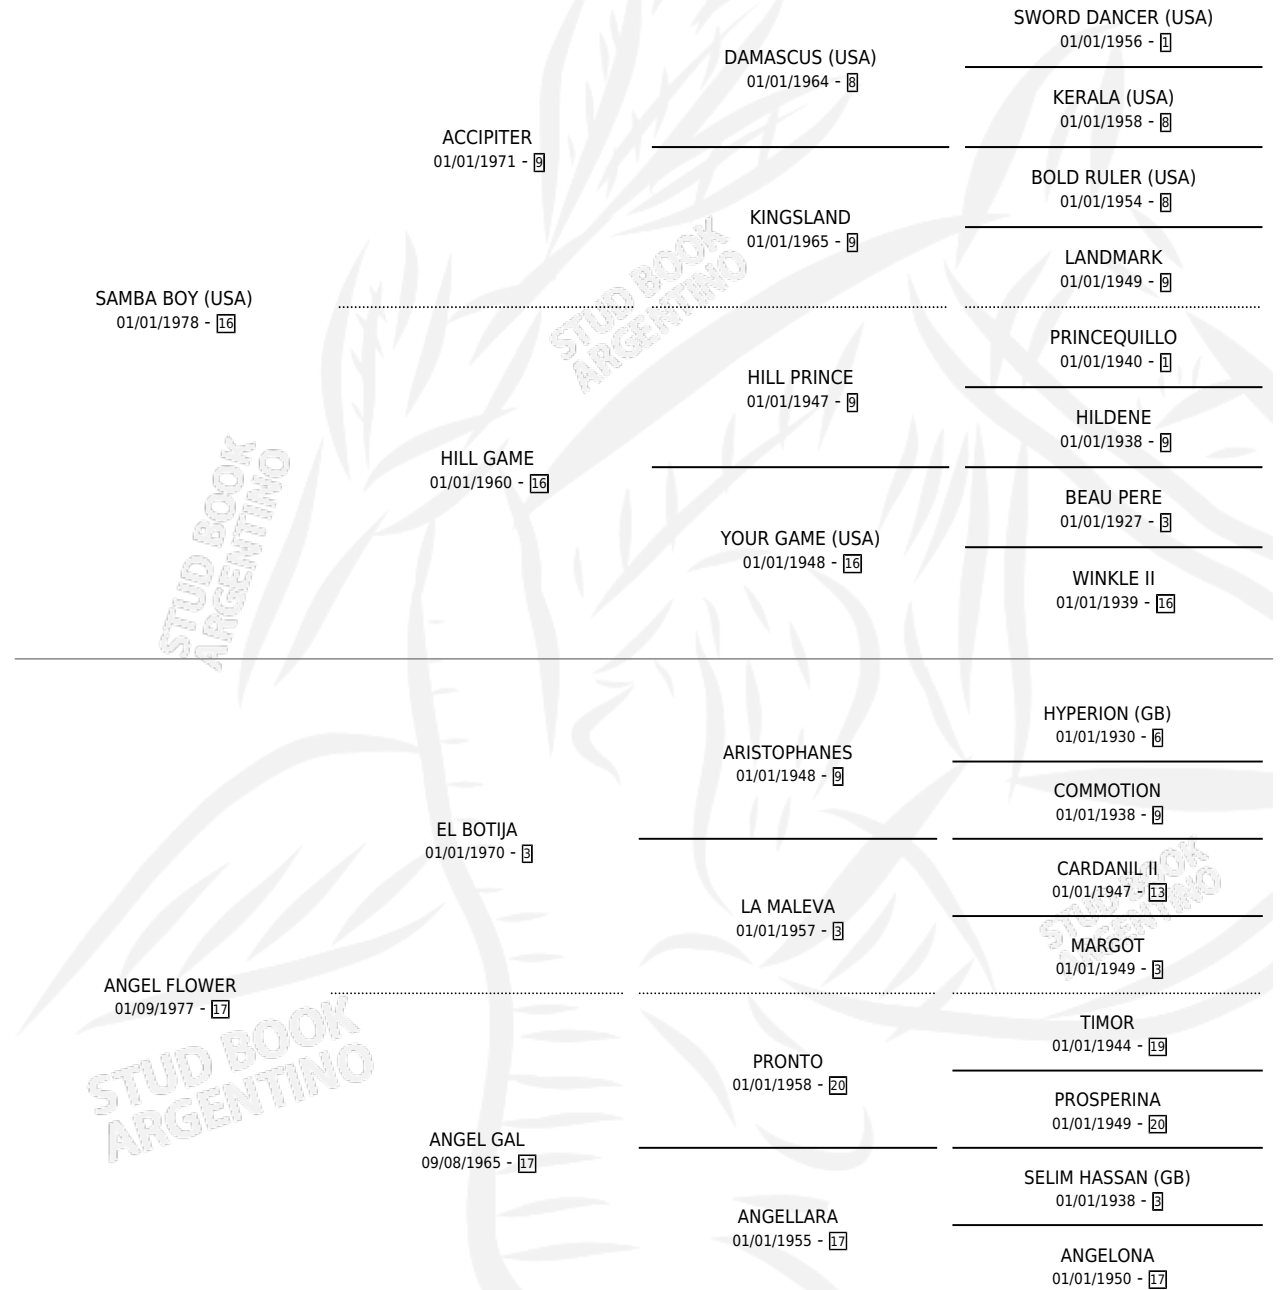 SWORD DANCER (USA)
01/01/1956 - 1
DAMASCUS (USA)
01/01/1964 - 8
KERALA (USA)
01/01/1958 - 8
ACCIPITER
01/01/1971 - 9
BOLD RULER (USA)
01/01/1954 - 8
KINGSLAND
01/01/1965 - 9
LANDMARK
01/01/1949 - 9
SAMBA BOY (USA)
01/01/1978 - 16
PRINCEQUILLO
01/01/1940 - 1
HILL PRINCE
01/01/1947 - 9
HILDENE
01/01/1938 - 9
HILL GAME
01/01/1960 - 16
BEAU PERE
01/01/1927 - 3
YOUR GAME (USA)
01/01/1948 - 16
WINKLE II
01/01/1939 - 16
HYPERION (GB)
01/01/1930 - 6
ARISTOPHANES
01/01/1948 - 9
COMMOTION
01/01/1938 - 9
EL BOTIJA
01/01/1970 - 3
CARDANIL II
01/01/1947 - 13
LA MALEVA
01/01/1957 - 3
MARGOT
01/01/1949 - 3
ANGEL FLOWER
01/09/1977 - 17
TIMOR
01/01/1944 - 19
PRONTO
01/01/1958 - 20
PROSPERINA
01/01/1949 - 20
ANGEL GAL
09/08/1965 - 17
SELIM HASSAN (GB)
01/01/1938 - 3
ANGELLARA
01/01/1955 - 17
ANGELONA
01/01/1950 - 17
STUD BOOK
ARGENTINO
STUD BOOK
ARGENTINO
STUD BOOK
ARGENTINO
STUD BOOK
ARGENTINO